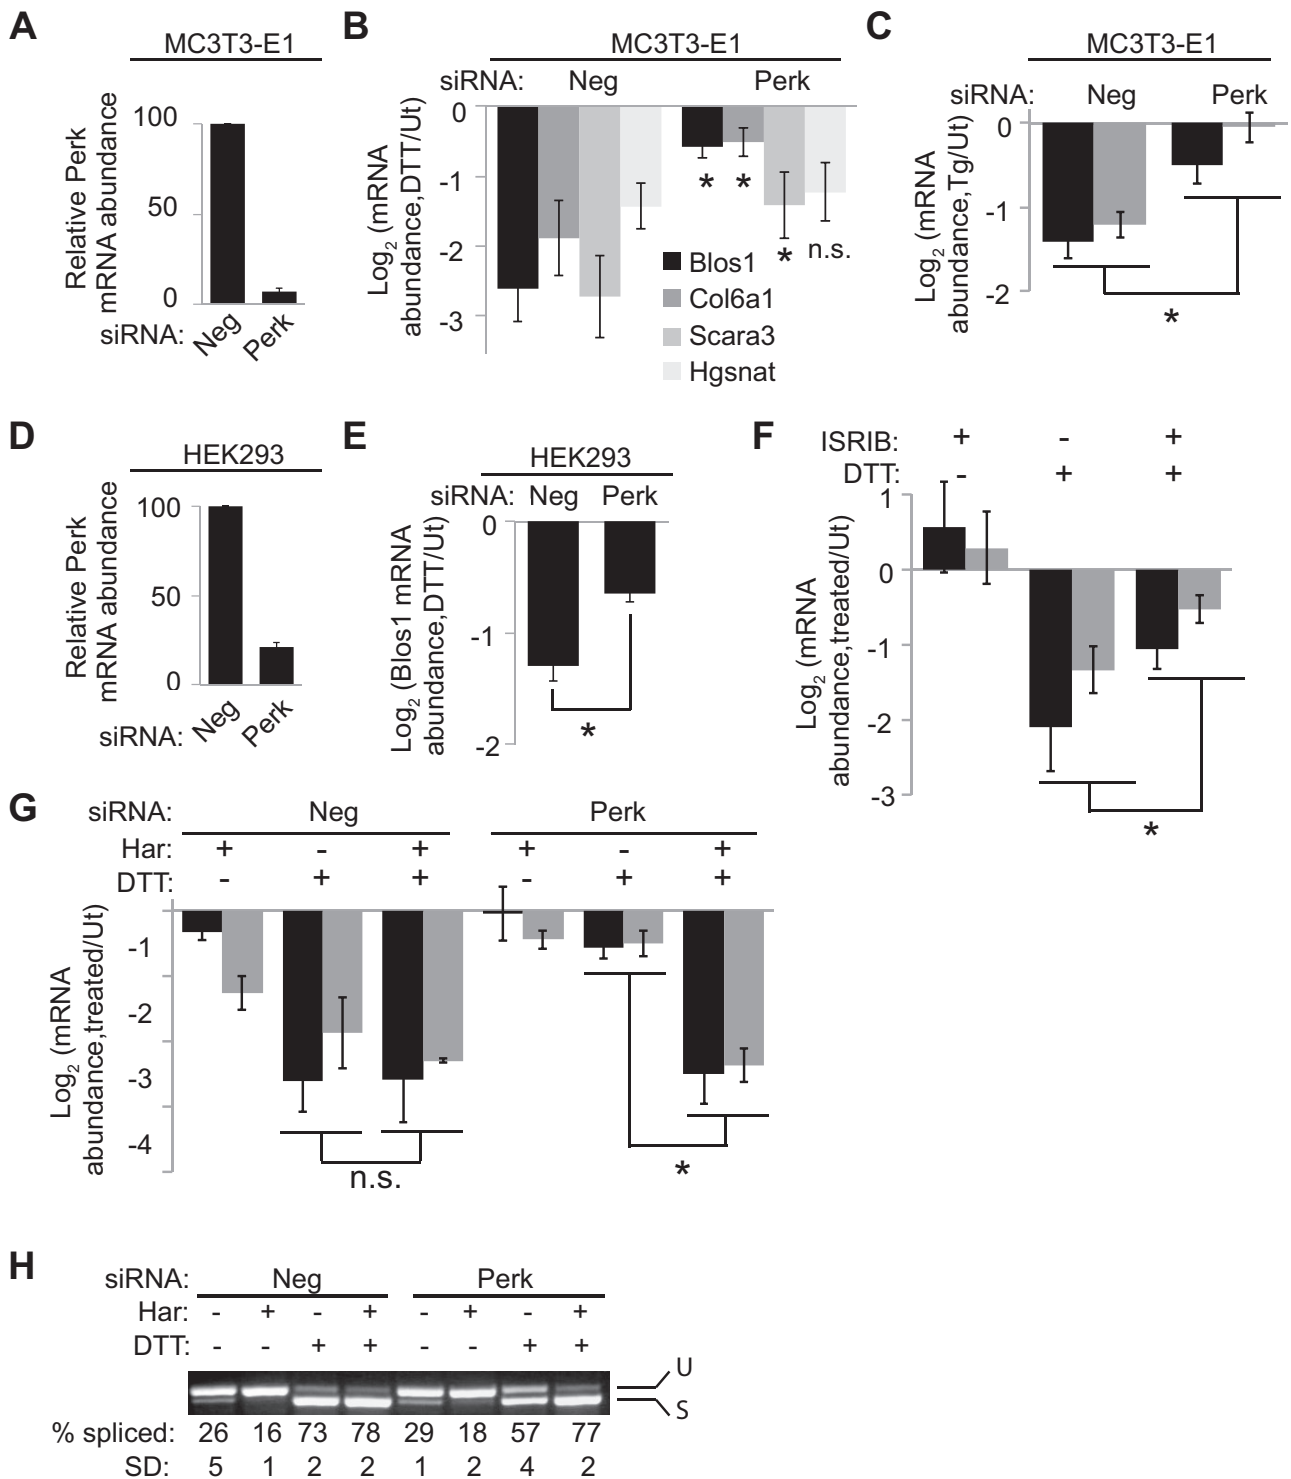 A
MC3T3-E1
Relative Perk
mRNA abundance
100
50
0
siRNA:
Neg
Perk
B
MC3T3-E1
siRNA: Neg Perk
Log2 (mRNA
abundance,DTT/Ut)
0
-1
-2
-3
* *
* n.s.
Blos1
Col6a1
Scara3
Hgsnat
C
MC3T3-E1
siRNA: Neg Perk
Log2 (mRNA
abundance,Tg/Ut)
0
-1
-2
*
D
HEK293
Relative Perk
mRNA abundance
100
50
0
siRNA:
Neg
Perk
E
HEK293
siRNA: Neg Perk
Log2 (Blos1 mRNA
abundance,DTT/Ut)
0
-1
-2
*
F
ISRIB: + - +
DTT: - + +
Log2 (mRNA
abundance,treated/Ut)
1
0
-1
-2
-3
*
G
siRNA: Neg Perk
Har: + - + + - +
DTT: - + + - + +
Log2 (mRNA
abundance,treated/Ut)
-1
-2
-3
-4
n.s.
*
H
siRNA: Neg Perk
Har: - + - + - + - +
DTT: - - + + - - + +
U
S
% spliced: 26 16 73 78 29 18 57 77
SD: 5 1 2 2 1 2 4 2